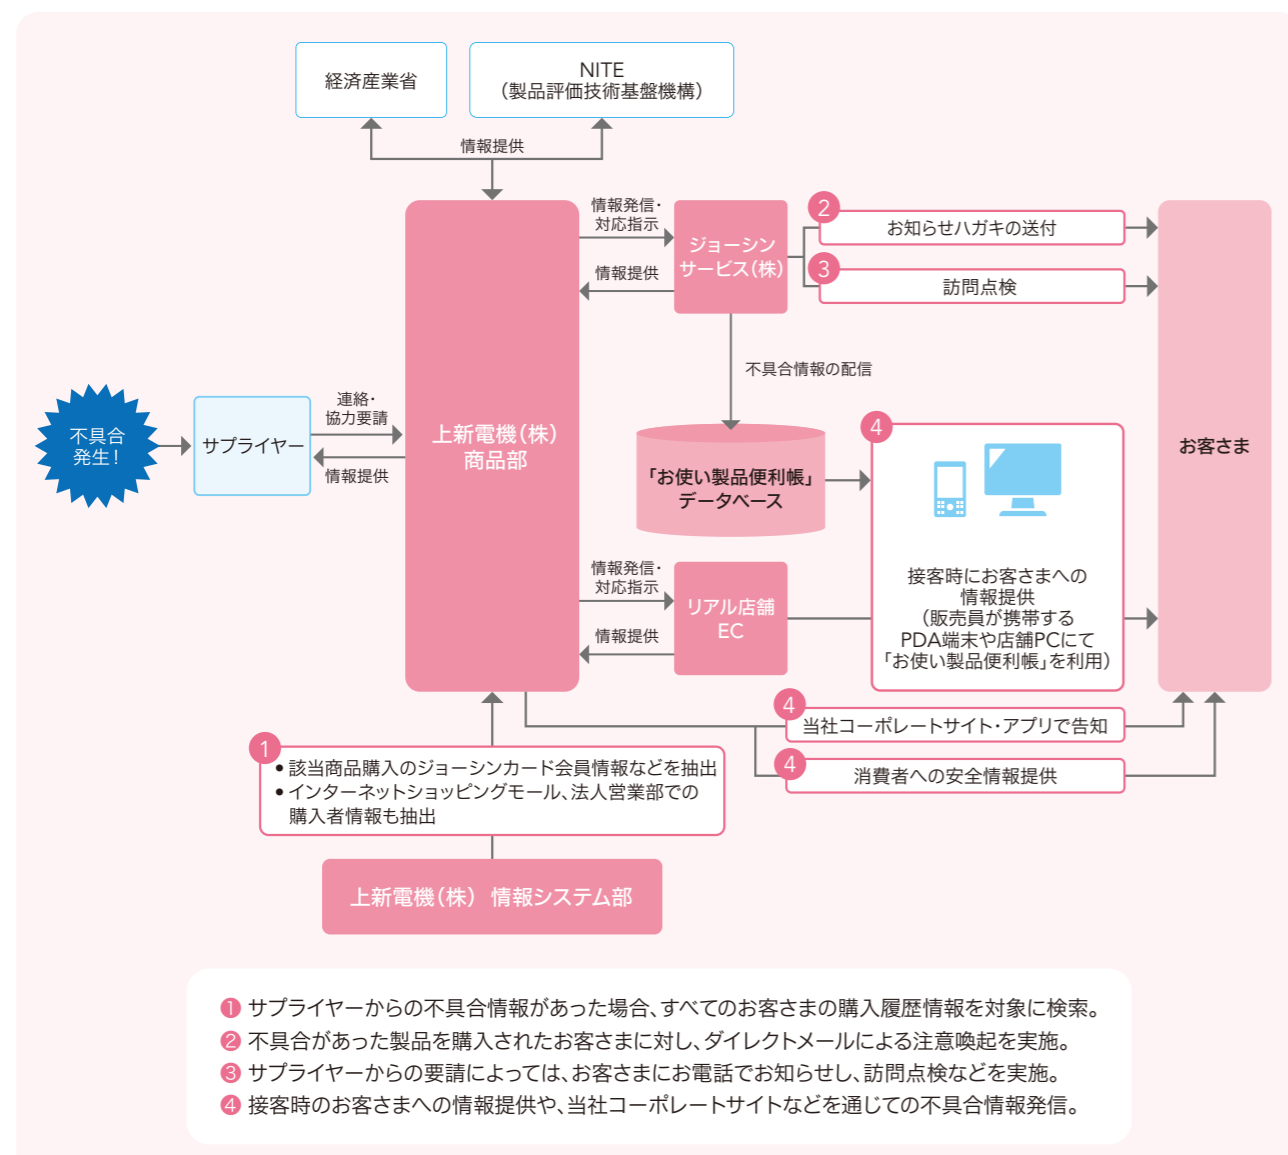 経済産業省
NITE
（製品評価技術基盤機構）
情報提供
情報発信・
対応指示
情報提供
ジョーシン
サービス（株）
2
お知らせハガキの送付
3
訪問点検
不具合情報の配信
不具合
発生！
サプライヤー
連絡・
協力要請
情報提供
上新電機（株）
商品部
「お使い製品便利帳」
データベース
4
接客時にお客さまへの
情報提供
（販売員が携帯する
PDA端末や店舗PCにて
「お使い製品便利帳」を利用）
お客さま
情報発信・
対応指示
情報提供
リアル店舗
EC
4
当社コーポレートサイト・アプリで告知
4
消費者への安全情報提供
1
• 該当商品購入のジョーシンカード会員情報などを抽出
• インターネットショッピングモール、法人営業部での
購入者情報も抽出
上新電機（株） 情報システム部
❶ サプライヤーからの不具合情報があった場合、すべてのお客さまの購入履歴情報を対象に検索。
❷ 不具合があった製品を購入されたお客さまに対し、ダイレクトメールによる注意喚起を実施。
❸ サプライヤーからの要請によっては、お客さまにお電話でお知らせし、訪問点検などを実施。
❹ 接客時のお客さまへの情報提供や、当社コーポレートサイトなどを通じての不具合情報発信。